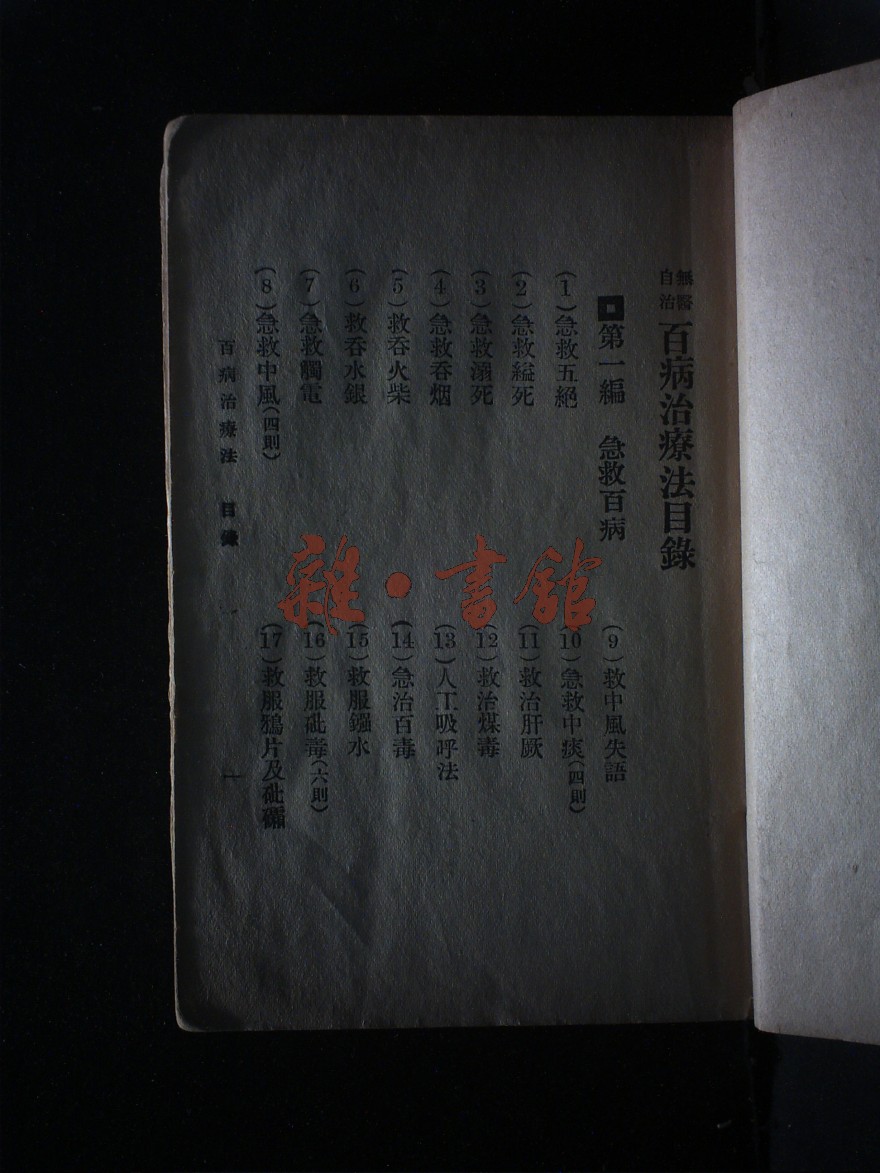 無醫自治 百病治療法目錄
第一編 急救百病
(1)急救五絕
(2)急救縊死
(3)急救溺死
(4)急救吞烟
(5)救吞火柴
(6)救吞水銀
(7)急救觸電
(8)急救中風(四則)
(9)救中風失語
(10)急救中痰(四則)
(11)救治肝厥
(12)救治煤毒
(13)人工吸呼法
(14)急治百毒
(15)救服鏹水
(16)救服砒毒(六則)
(17)救服鴉片及砒礵
百病治療法 目錄 一
雜·書館